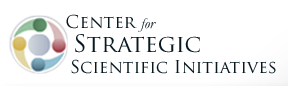 Center for
Strategic
Scientific Initiatives